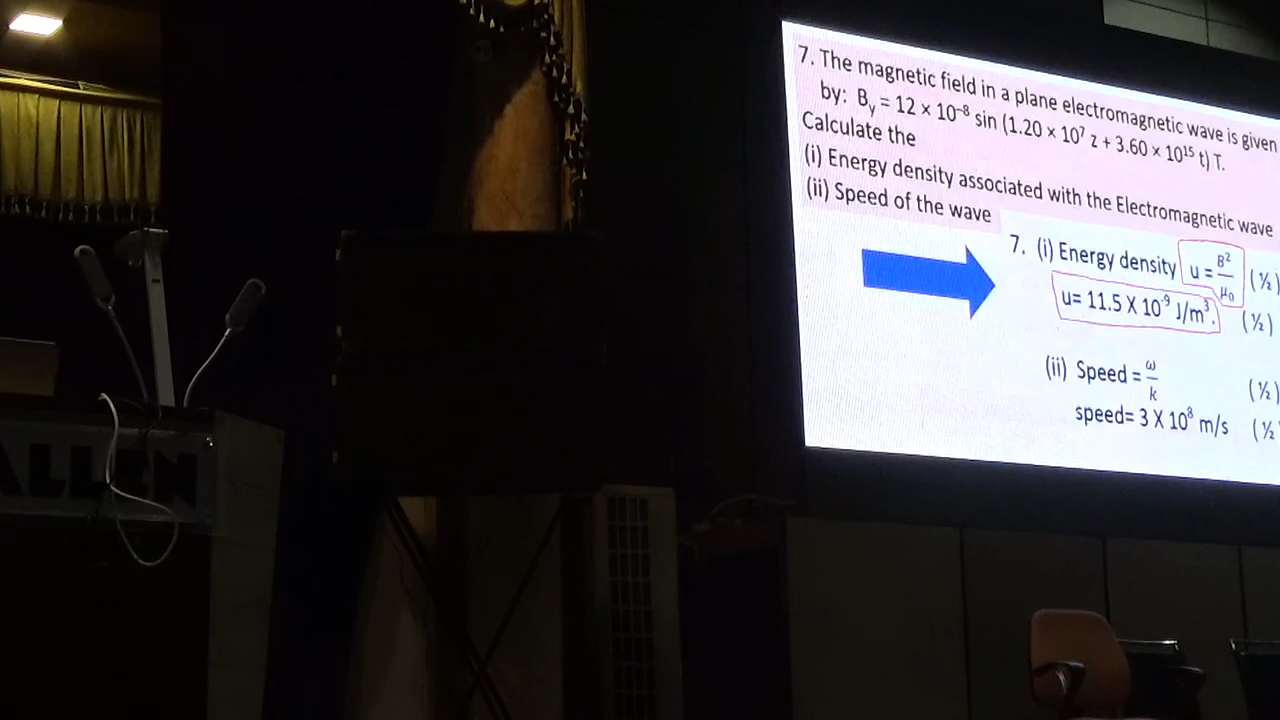 7. The magnetic field in a plane electromagnetic wave is given
by: By = 12 × 10⁻⁸ sin (1.20 × 10⁷ z + 3.60 × 10¹⁵ t) T.
Calculate the
(i) Energy density associated with the Electromagnetic wave
(ii) Speed of the wave
7. (i) Energy density u = B²/μ₀ (½)
u= 11.5 X 10⁻⁹ J/m³. (½)
(ii) Speed = ω/k (½)
speed= 3 X 10⁸ m/s (½
ALLEN